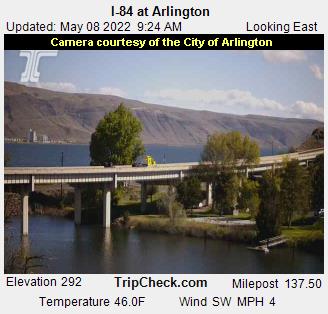 I-84 at Arlington
Updated: May 08 2022 9:24 AM Looking East
Camera courtesy of the City of Arlington
Elevation 292 TripCheck.com Milepost 137.50
Temperature 46.0F Wind SW MPH 4